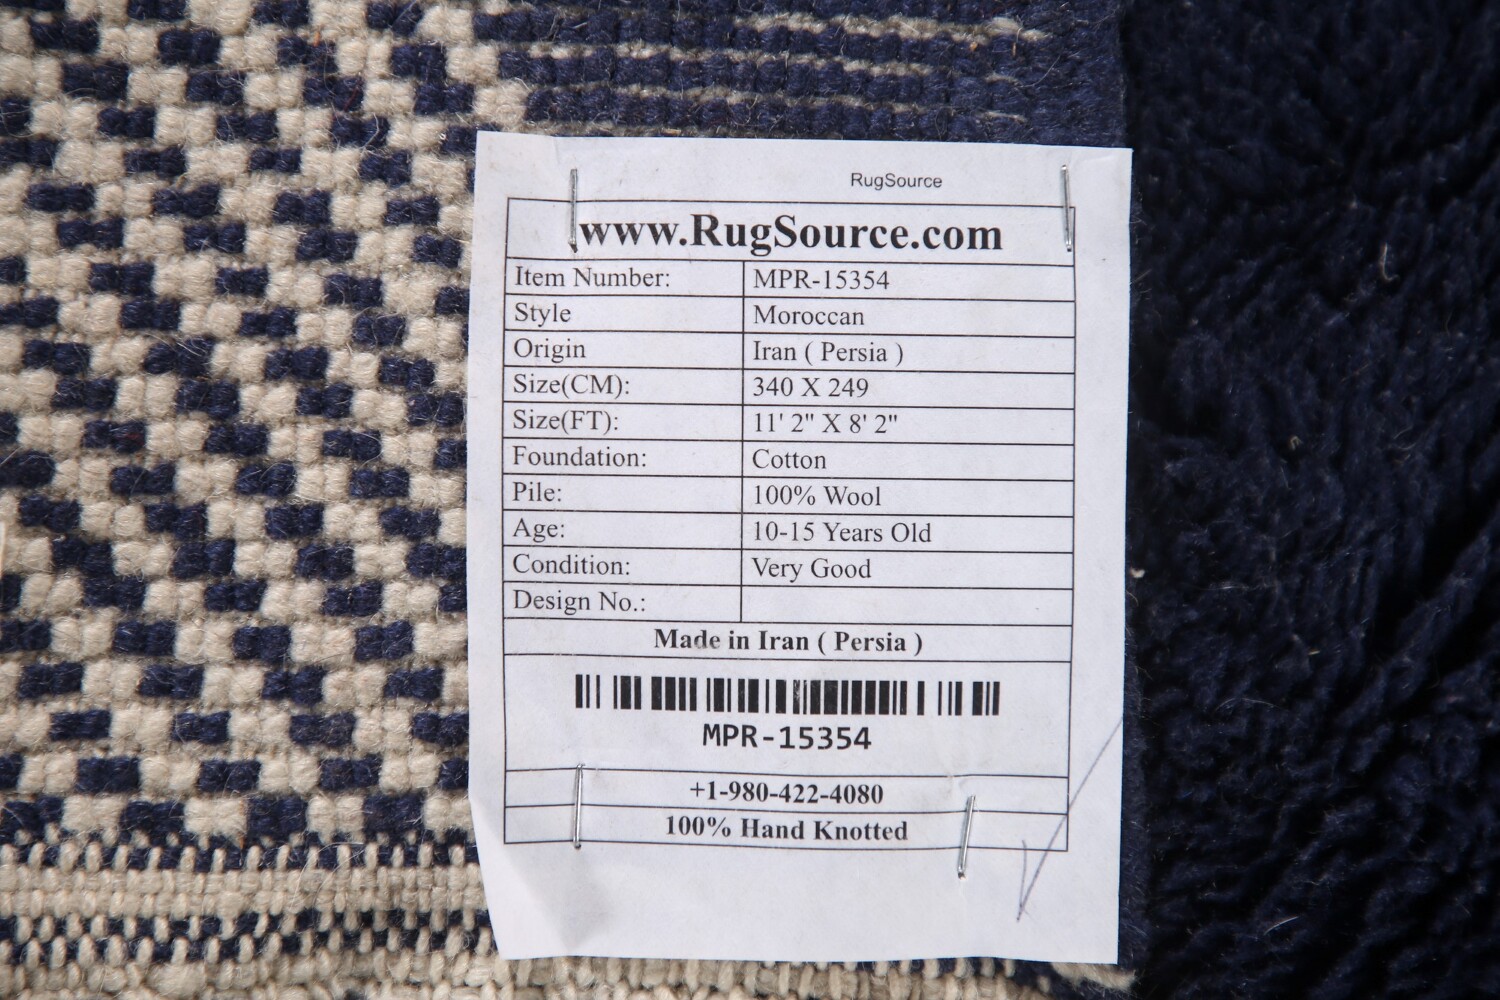 RugSource
www.RugSource.com
Item Number: MPR-15354
Style Moroccan
Origin Iran ( Persia )
Size(CM): 340 X 249
Size(FT): 11' 2" X 8' 2"
Foundation: Cotton
Pile: 100% Wool
Age: 10-15 Years Old
Condition: Very Good
Design No.:
Made in Iran ( Persia )
MPR-15354
+1-980-422-4080
100% Hand Knotted